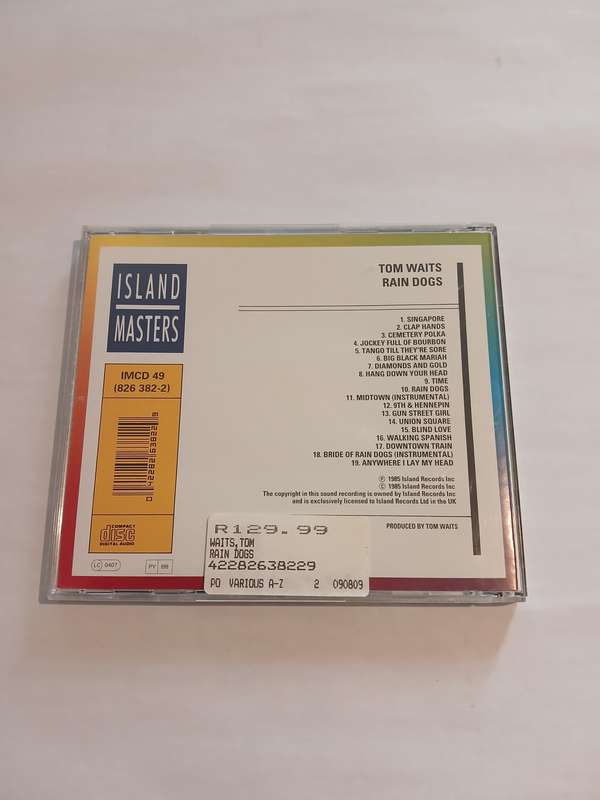 ISLAND
MASTERS
IMCD 49
(826 382-2)
0 42282 63822 9
COMPACT
disc
DIGITAL AUDIO
LC 0407
PY BB
TOM WAITS
RAIN DOGS
1. SINGAPORE
2. CLAP HANDS
3. CEMETERY POLKA
4. JOCKEY FULL OF BOURBON
5. TANGO TILL THEY'RE SORE
6. BIG BLACK MARIAH
7. DIAMONDS AND GOLD
8. HANG DOWN YOUR HEAD
9. TIME
10. RAIN DOGS
11. MIDTOWN (INSTRUMENTAL)
12. 9TH & HENNEPIN
13. GUN STREET GIRL
14. UNION SQUARE
15. BLIND LOVE
16. WALKING SPANISH
17. DOWNTOWN TRAIN
18. BRIDE OF RAIN DOGS (INSTRUMENTAL)
19. ANYWHERE I LAY MY HEAD
℗ 1985 Island Records Inc
© 1985 Island Records Inc
The copyright in this sound recording is owned by Island Records Inc
and is exclusively licensed to Island Records Ltd in the UK
PRODUCED BY TOM WAITS
R129.99
WAITS,TOM
RAIN DOGS
42282638229
PO VARIOUS A-Z 2 090809